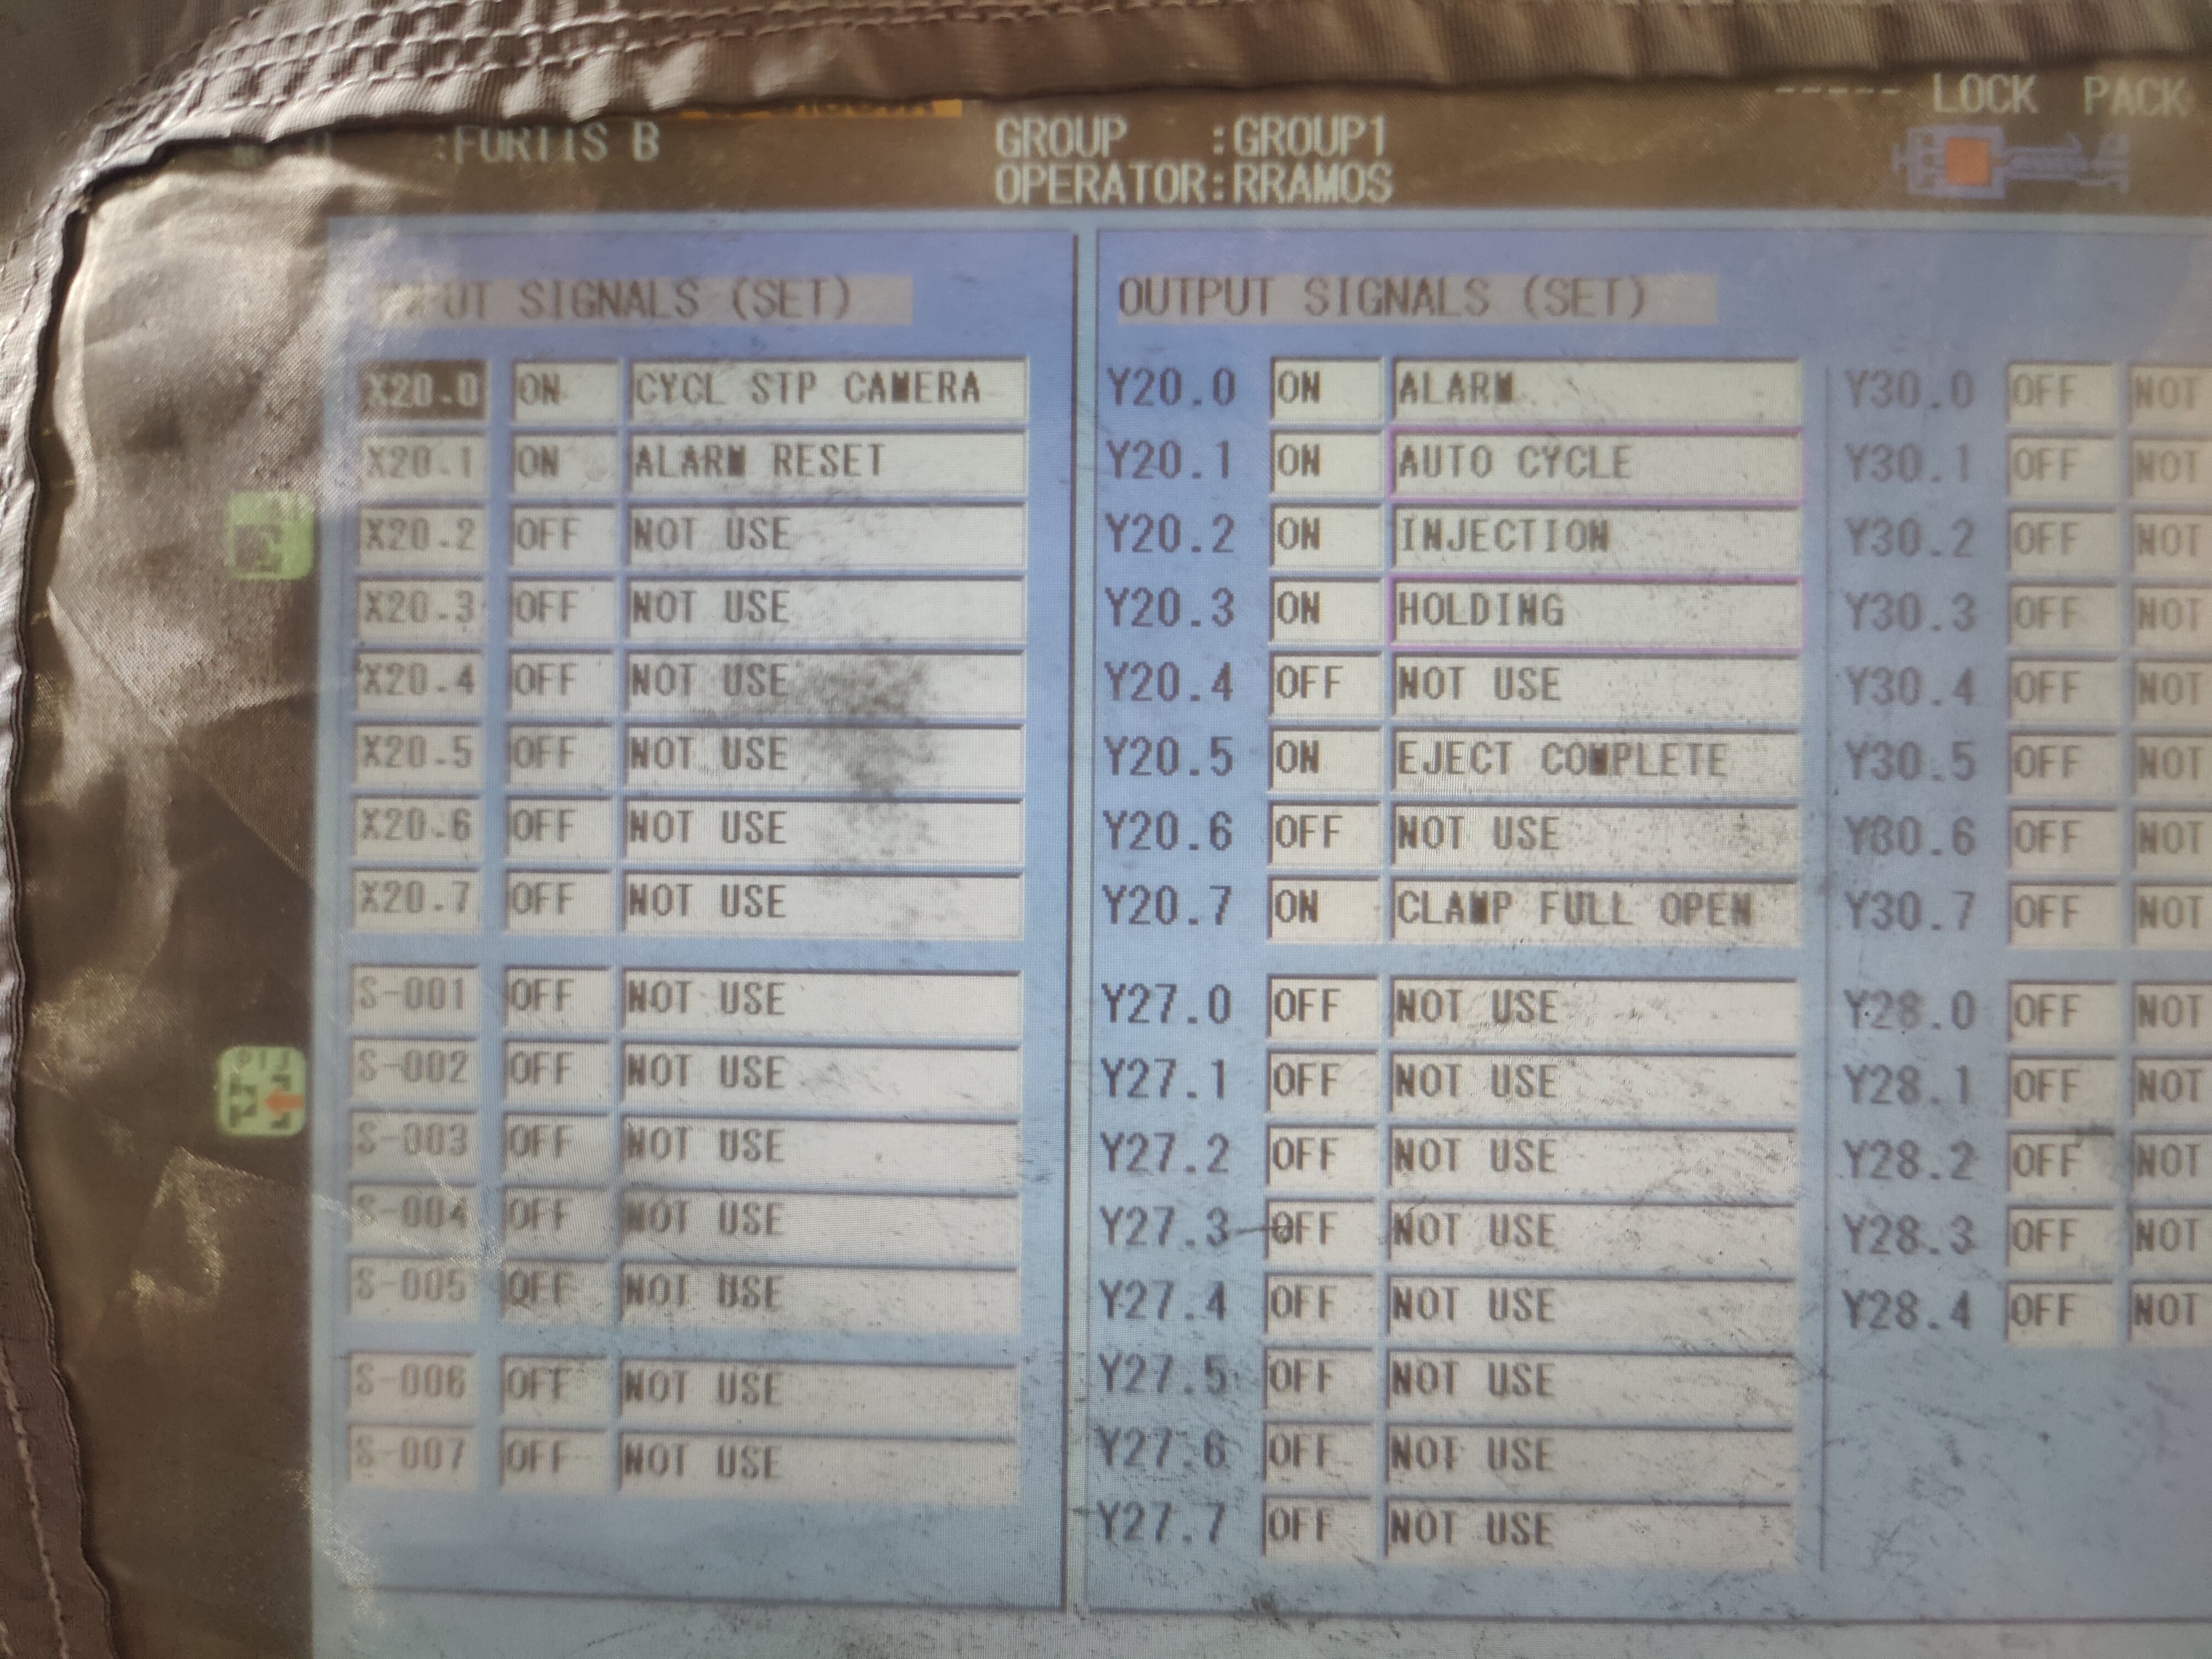 LOCK PACK
:FORTIS B
GROUP :GROUP1
OPERATOR:RRAMOS
INPUT SIGNALS (SET)
X20.0 ON CYCL STP CAMERA
X20.1 ON ALARM RESET
X20.2 OFF NOT USE
X20.3 OFF NOT USE
X20.4 OFF NOT USE
X20.5 OFF NOT USE
X20.6 OFF NOT USE
X20.7 OFF NOT USE
S-001 OFF NOT USE
S-002 OFF NOT USE
S-003 OFF NOT USE
S-004 OFF NOT USE
S-005 OFF NOT USE
S-006 OFF NOT USE
S-007 OFF NOT USE
OUTPUT SIGNALS (SET)
Y20.0 ON ALARM
Y20.1 ON AUTO CYCLE
Y20.2 ON INJECTION
Y20.3 ON HOLDING
Y20.4 OFF NOT USE
Y20.5 ON EJECT COMPLETE
Y20.6 OFF NOT USE
Y20.7 ON CLAMP FULL OPEN
Y27.0 OFF NOT USE
Y27.1 OFF NOT USE
Y27.2 OFF NOT USE
Y27.3 OFF NOT USE
Y27.4 OFF NOT USE
Y27.5 OFF NOT USE
Y27.6 OFF NOT USE
Y27.7 OFF NOT USE
Y30.0 OFF NOT
Y30.1 OFF NOT
Y30.2 OFF NOT
Y30.3 OFF NOT
Y30.4 OFF NOT
Y30.5 OFF NOT
Y30.6 OFF NOT
Y30.7 OFF NOT
Y28.0 OFF NOT
Y28.1 OFF NOT
Y28.2 OFF NOT
Y28.3 OFF NOT
Y28.4 OFF NOT